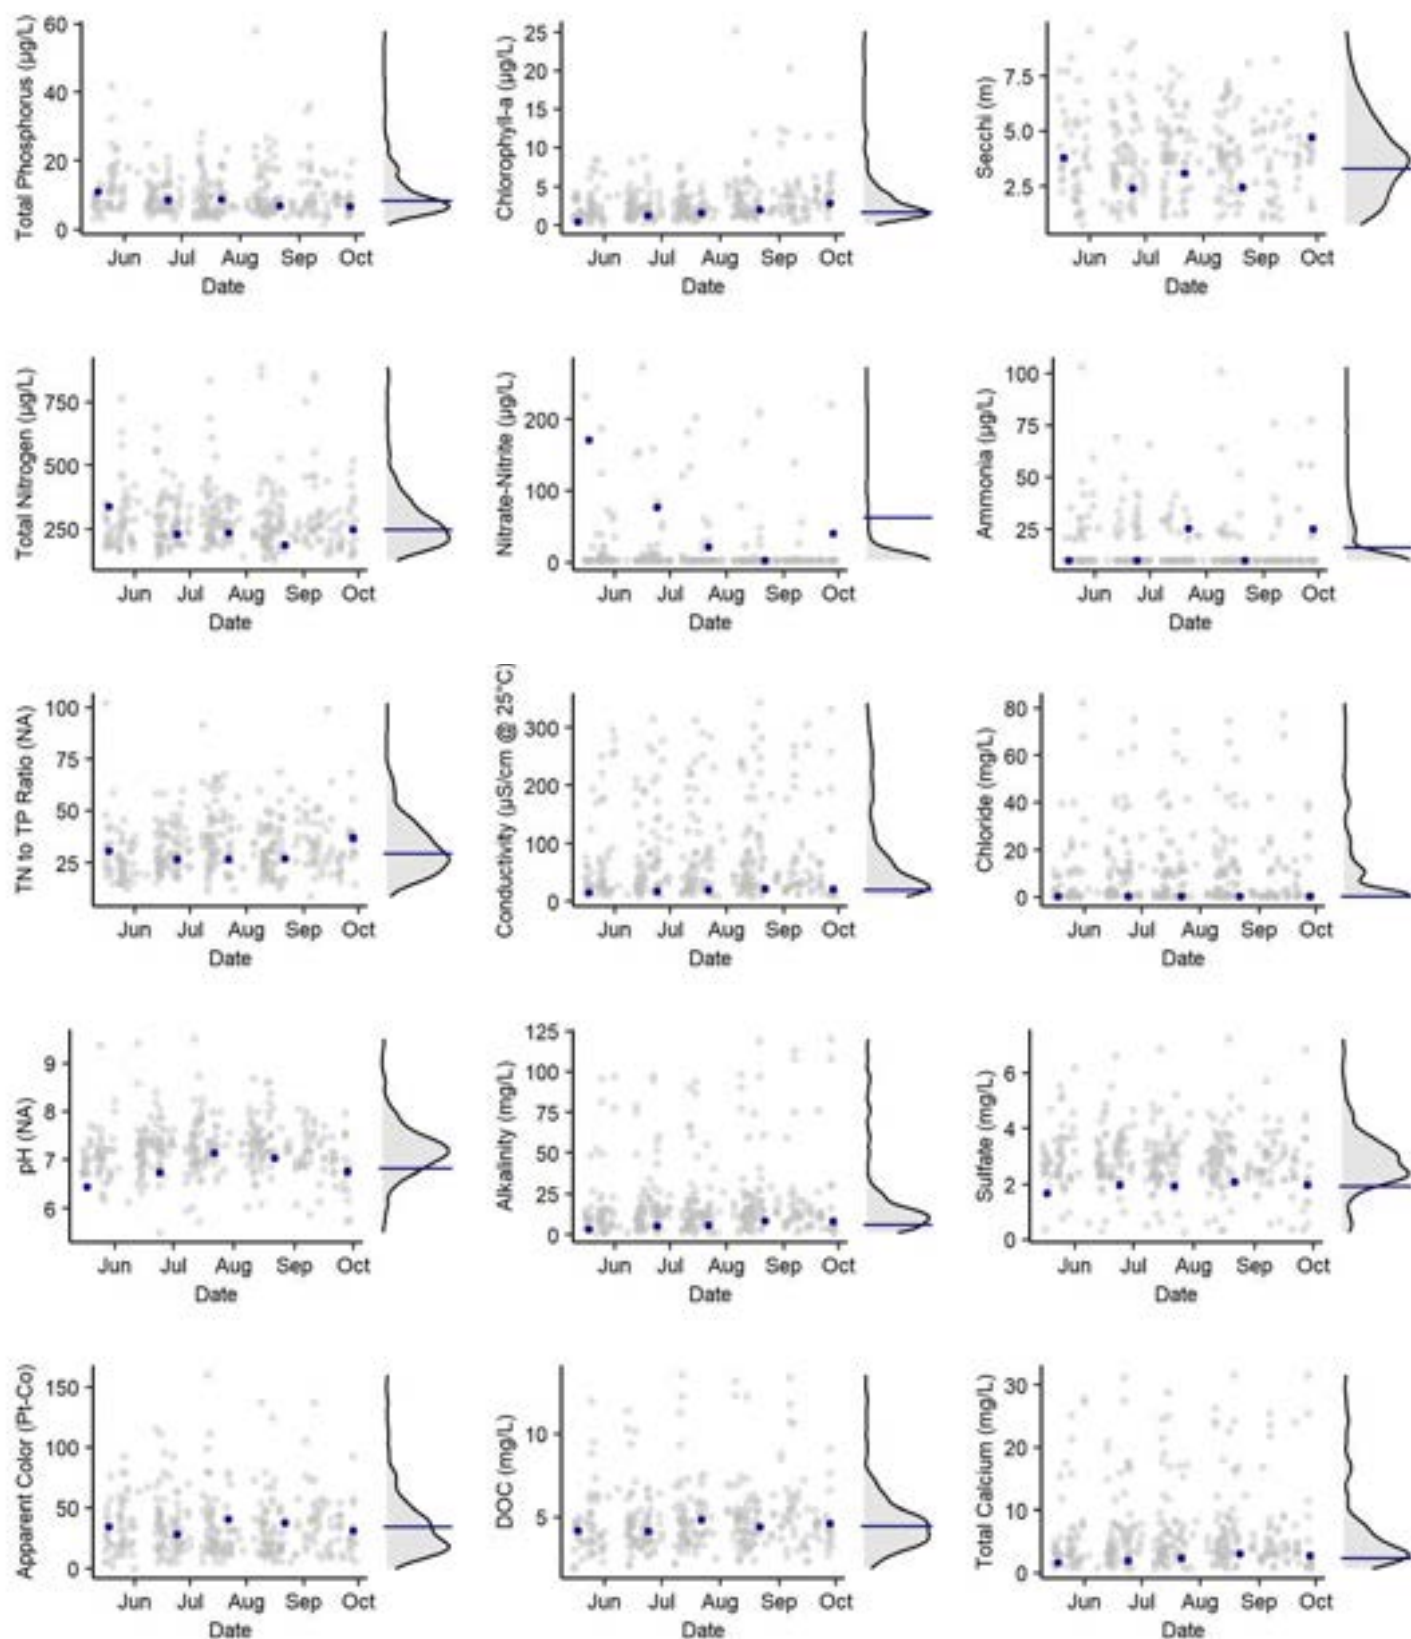 Total Phosphorus (µg/L)
60
40
20
0
Jun Jul Aug Sep Oct
Date
Chlorophyll-a (µg/L)
25
20
15
10
5
0
Jun Jul Aug Sep Oct
Date
Secchi (m)
7.5
5.0
2.5
Jun Jul Aug Sep Oct
Date
Total Nitrogen (µg/L)
750
500
250
Jun Jul Aug Sep Oct
Date
Nitrate-Nitrite (µg/L)
200
100
0
Jun Jul Aug Sep Oct
Date
Ammonia (µg/L)
100
75
50
25
Jun Jul Aug Sep Oct
Date
TN to TP Ratio (NA)
100
75
50
25
Jun Jul Aug Sep Oct
Date
Conductivity (µS/cm @ 25°C)
300
200
100
0
Jun Jul Aug Sep Oct
Date
Chloride (mg/L)
80
60
40
20
0
Jun Jul Aug Sep Oct
Date
pH (NA)
9
8
7
6
Jun Jul Aug Sep Oct
Date
Alkalinity (mg/L)
125
100
75
50
25
0
Jun Jul Aug Sep Oct
Date
Sulfate (mg/L)
6
4
2
0
Jun Jul Aug Sep Oct
Date
Apparent Color (Pt-Co)
150
100
50
0
Jun Jul Aug Sep Oct
Date
DOC (mg/L)
10
5
Jun Jul Aug Sep Oct
Date
Total Calcium (mg/L)
30
20
10
0
Jun Jul Aug Sep Oct
Date